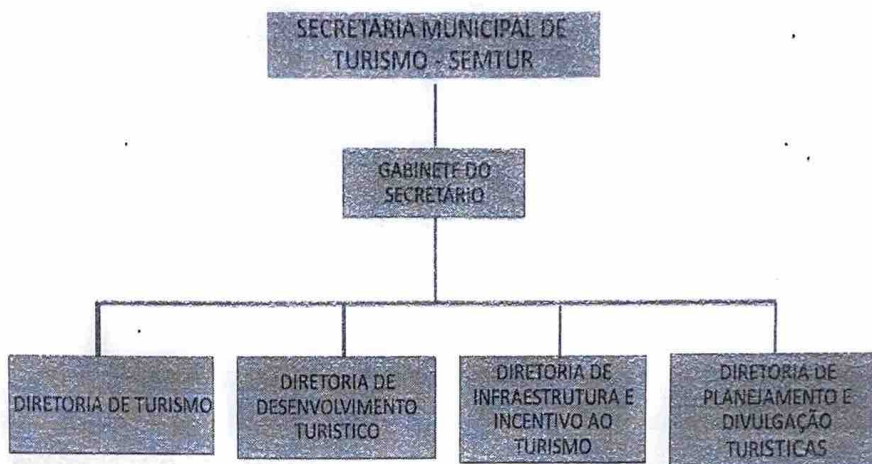 SECRETARIA MUNICIPAL DE
TURISMO - SEMTUR
GABINETE DO
SECRETÁRIO
DIRETORIA DE TURISMO
DIRETORIA DE
DESENVOLVIMENTO
TURISTICO
DIRETORIA DE
INFRAESTRUTURA E
INCENTIVO AO
TURISMO
DIRETORIA DE
PLANEJAMENTO E
DIVULGAÇÃO
TURISTICAS